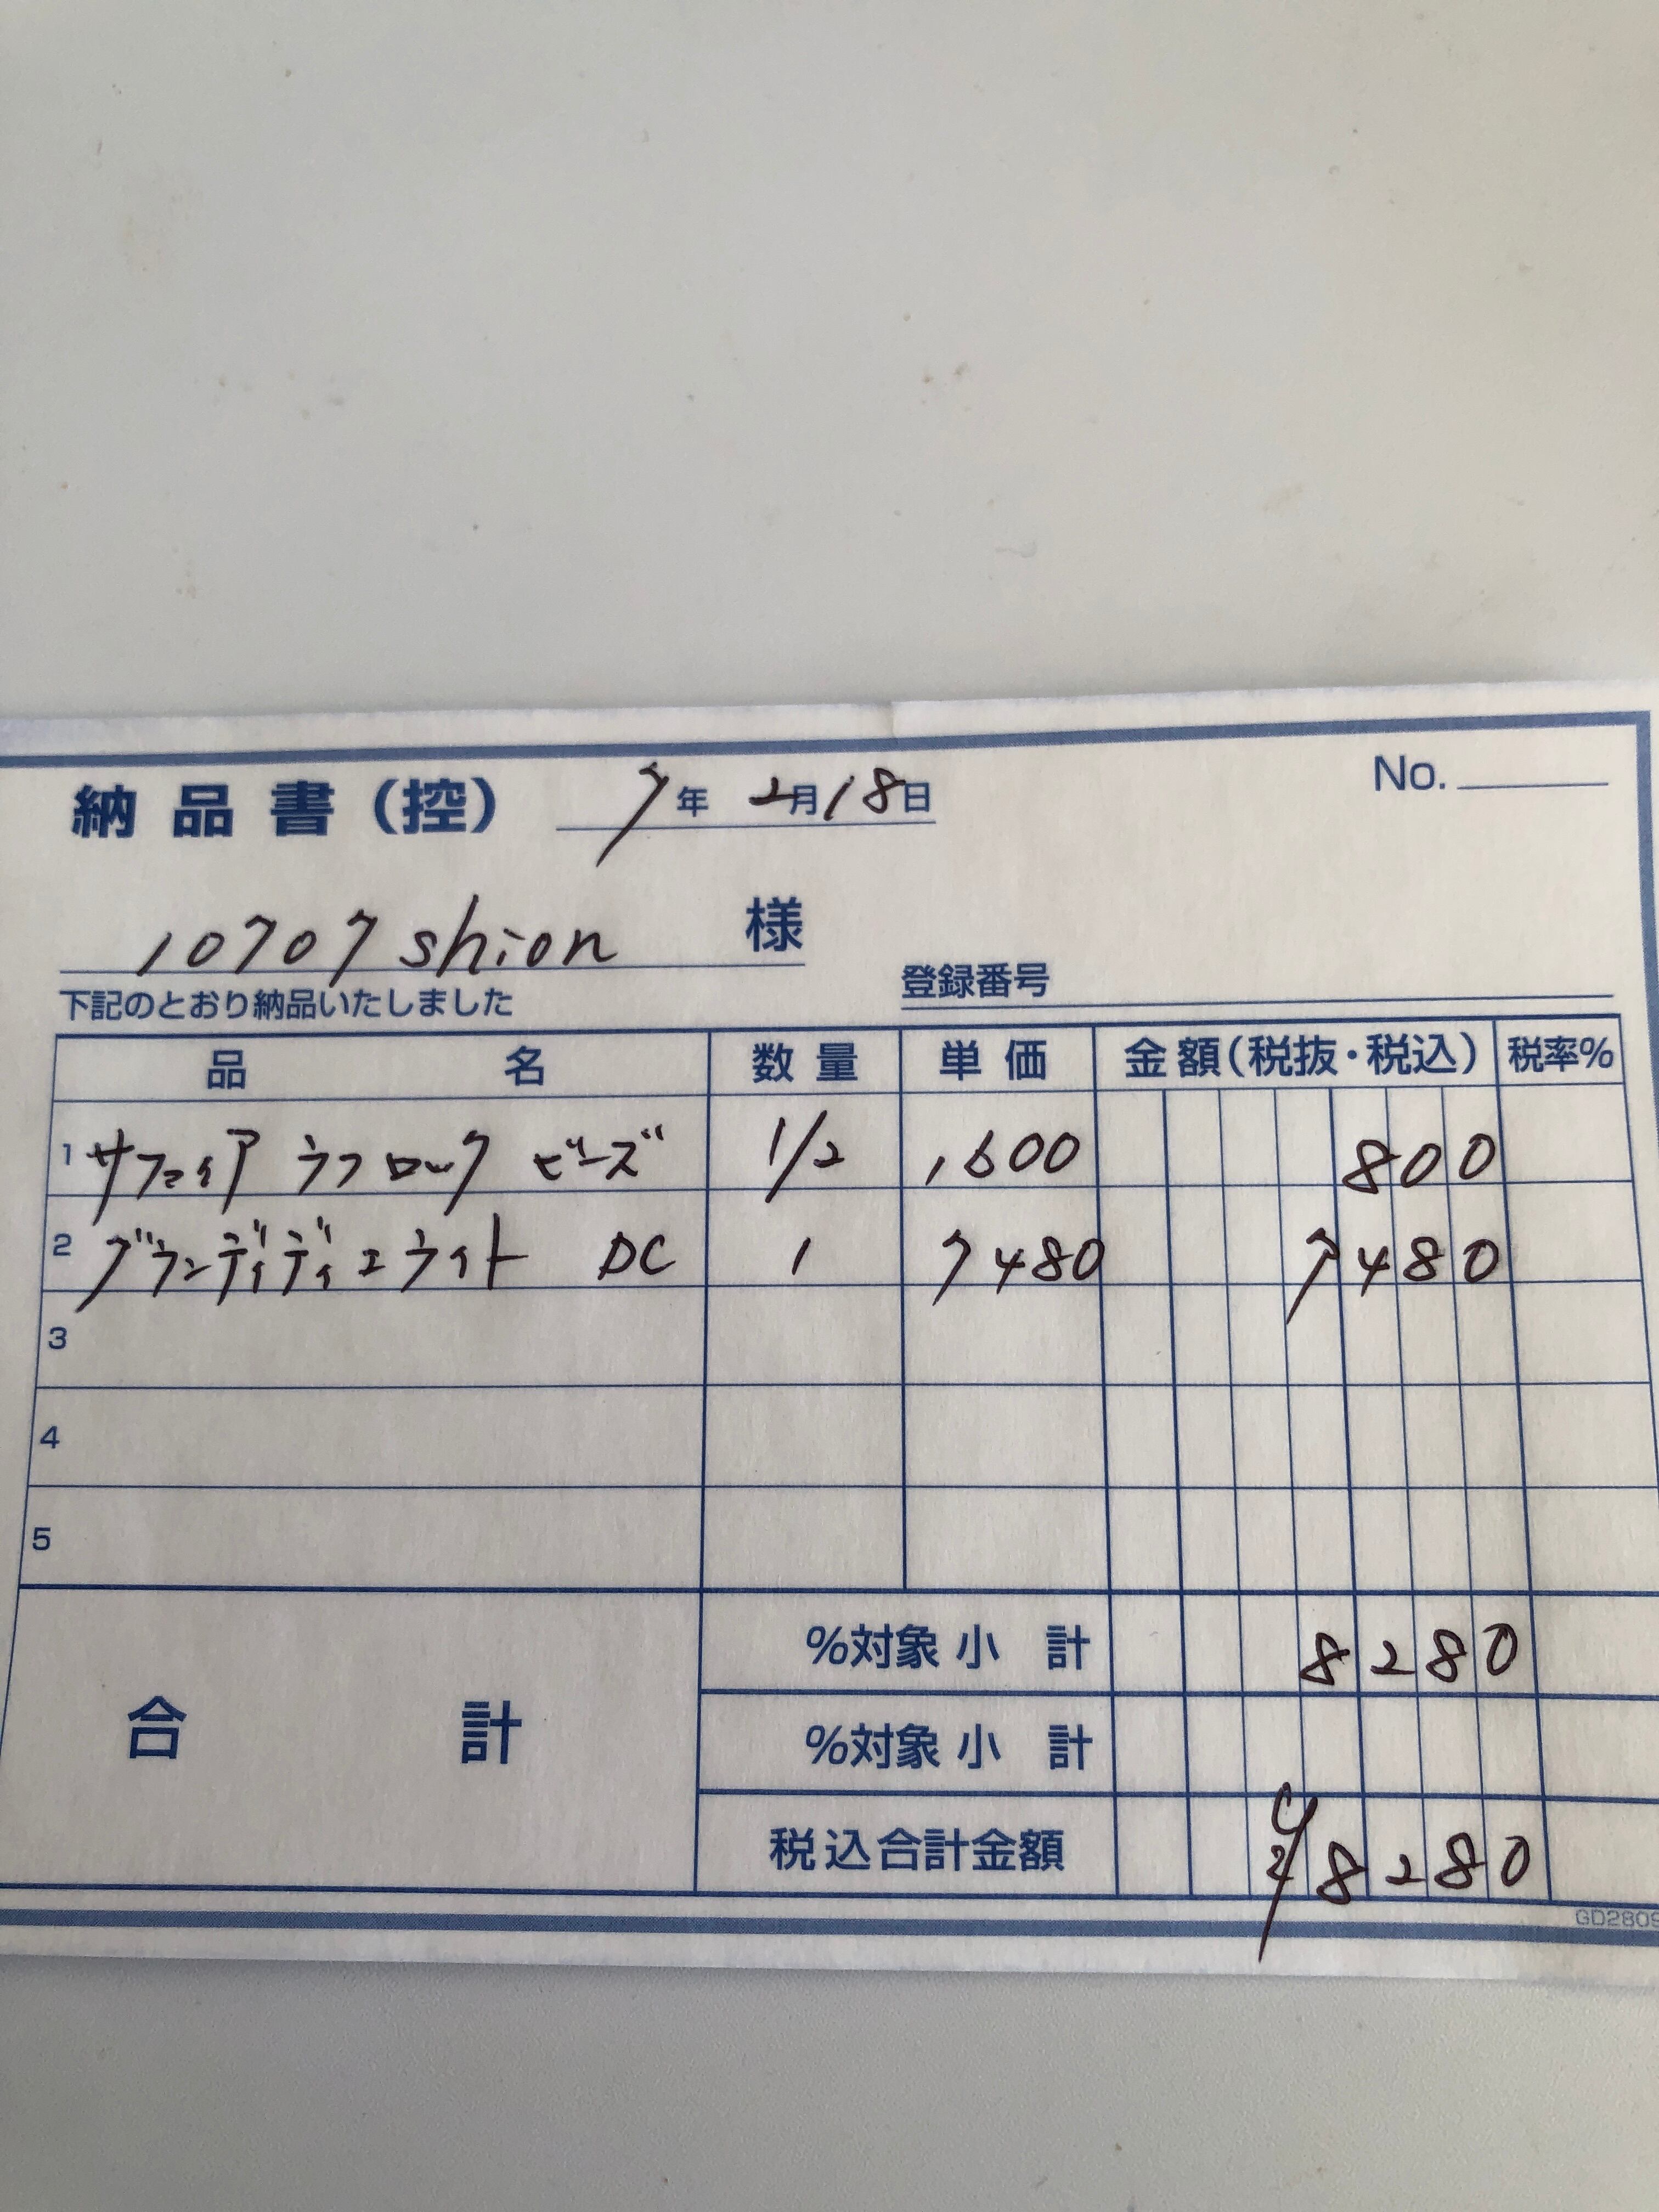 納品書（控） 7年 2月18日 No.
10707 shion 様
下記のとおり納品いたしました 登録番号
品名 数量 単価 金額（税抜・税込） 税率%
1 サファイア ラフロック ビーズ 1/2 1600 800
2 グランディディエライト DC 1 7480 7480
3
4
5
%対象 小計 8280
合計 %対象 小計
税込合計金額 8280